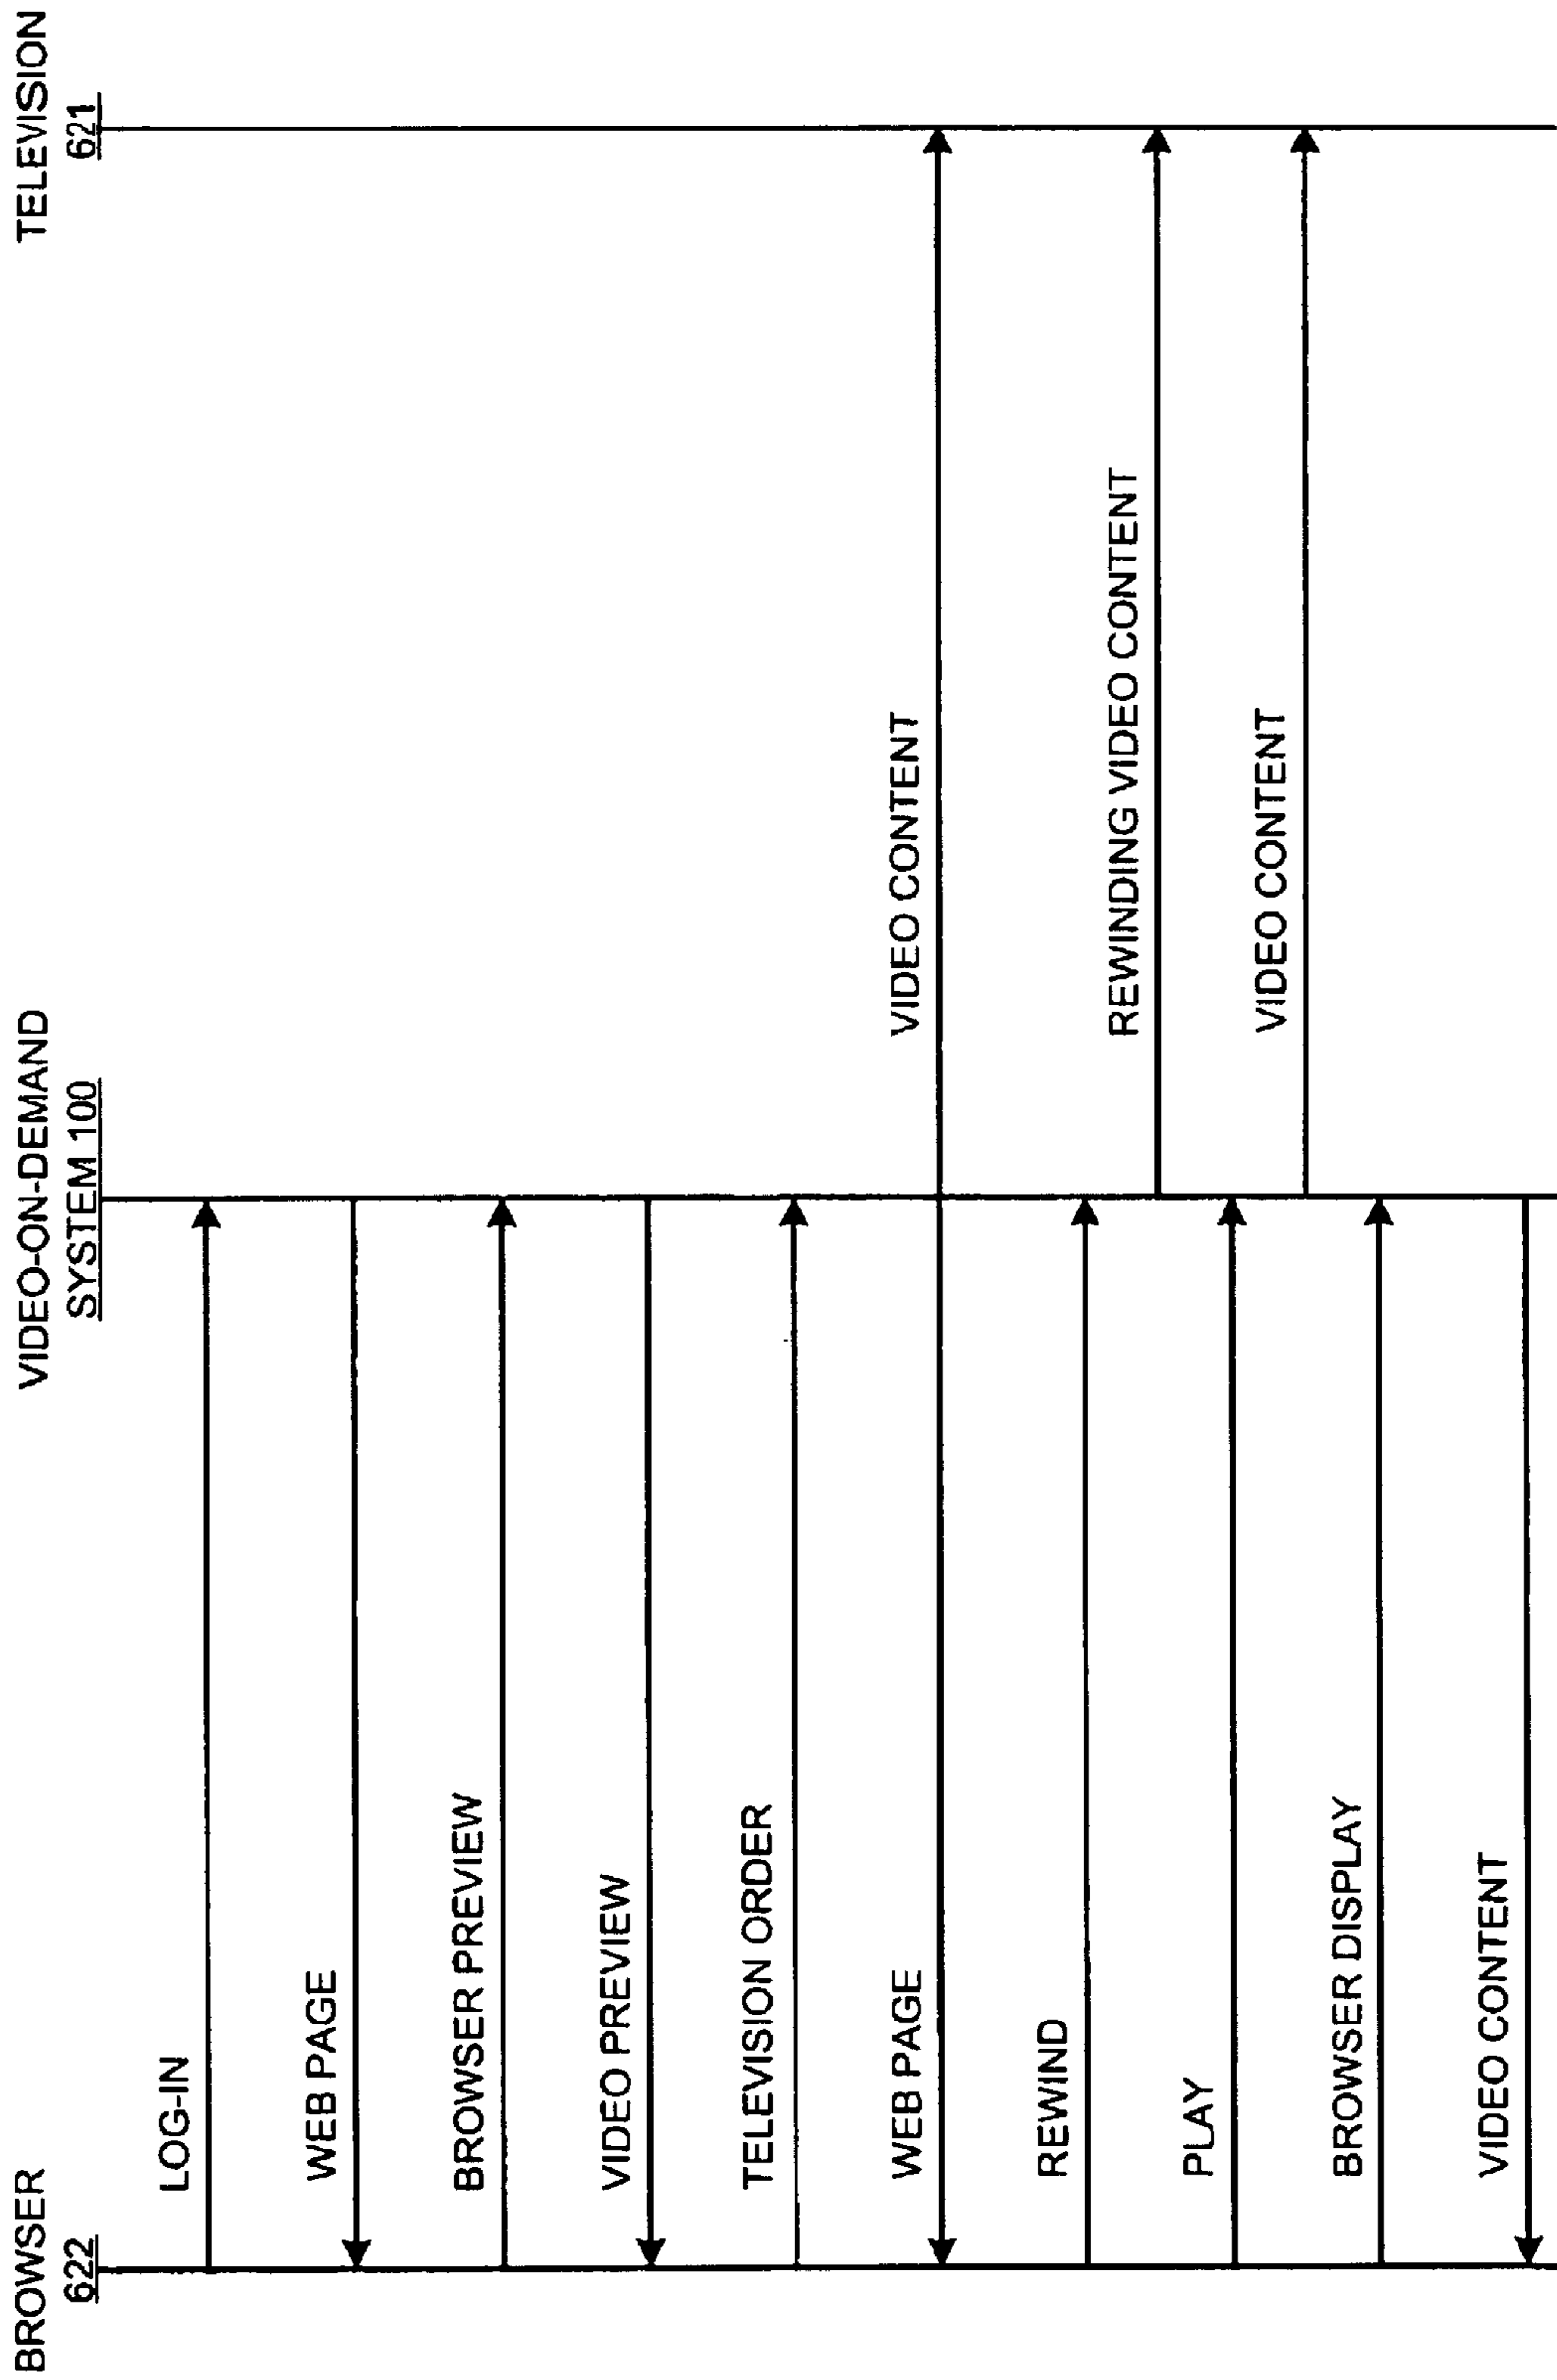 BROWSER
622
VIDEO-ON-DEMAND
SYSTEM 100
TELEVISION
621
LOG-IN
WEB PAGE
BROWSER PREVIEW
VIDEO PREVIEW
TELEVISION ORDER
WEB PAGE
VIDEO CONTENT
REWIND
REWINDING VIDEO CONTENT
PLAY
VIDEO CONTENT
BROWSER DISPLAY
VIDEO CONTENT